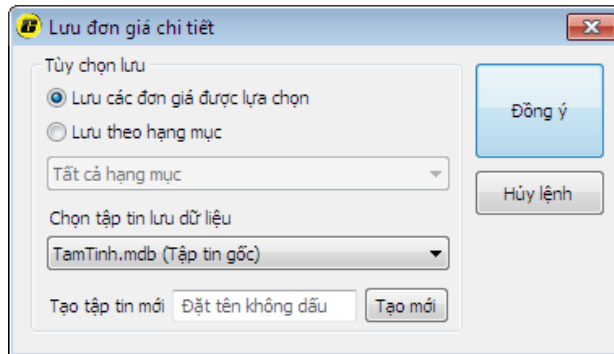 Lưu đơn giá chi tiết
Tùy chọn lưu
Lưu các đơn giá được lựa chọn
Lưu theo hạng mục
Tất cả hạng mục
Chọn tập tin lưu dữ liệu
TamTinh.mdb (Tập tin gốc)
Tạo tập tin mới Đặt tên không dấu Tạo mới
Đồng ý
Hủy lệnh